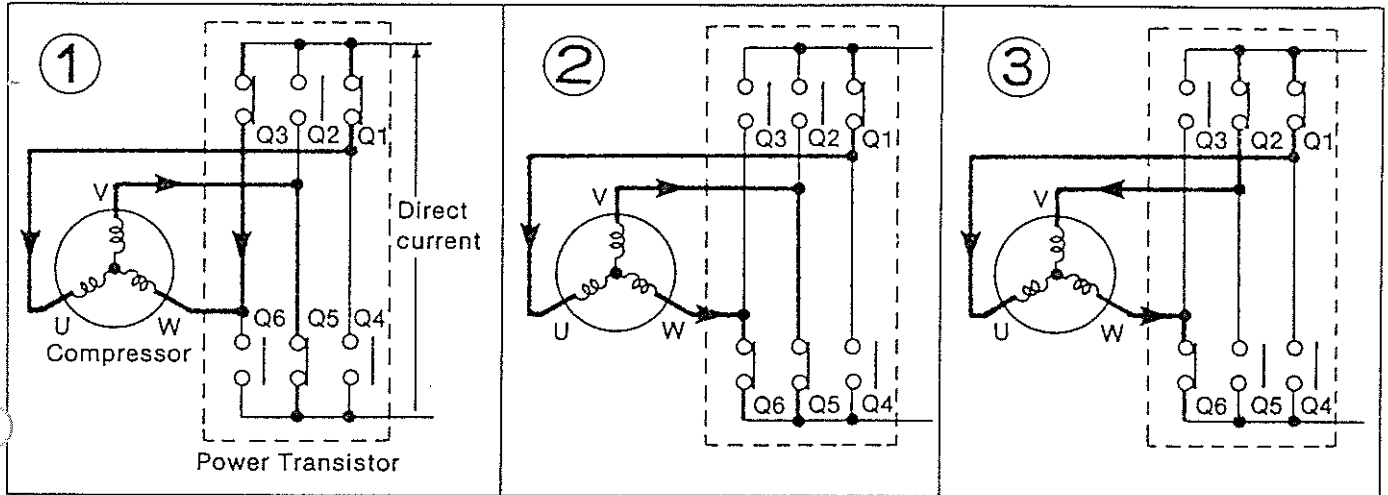 1
Q3 Q2 Q1
V
Direct
current
U W
Q6 Q5 Q4
Compressor
Power Transistor
2
Q3 Q2 Q1
V
U W
Q6 Q5 Q4
3
Q3 Q2 Q1
V
U W
Q6 Q5 Q4